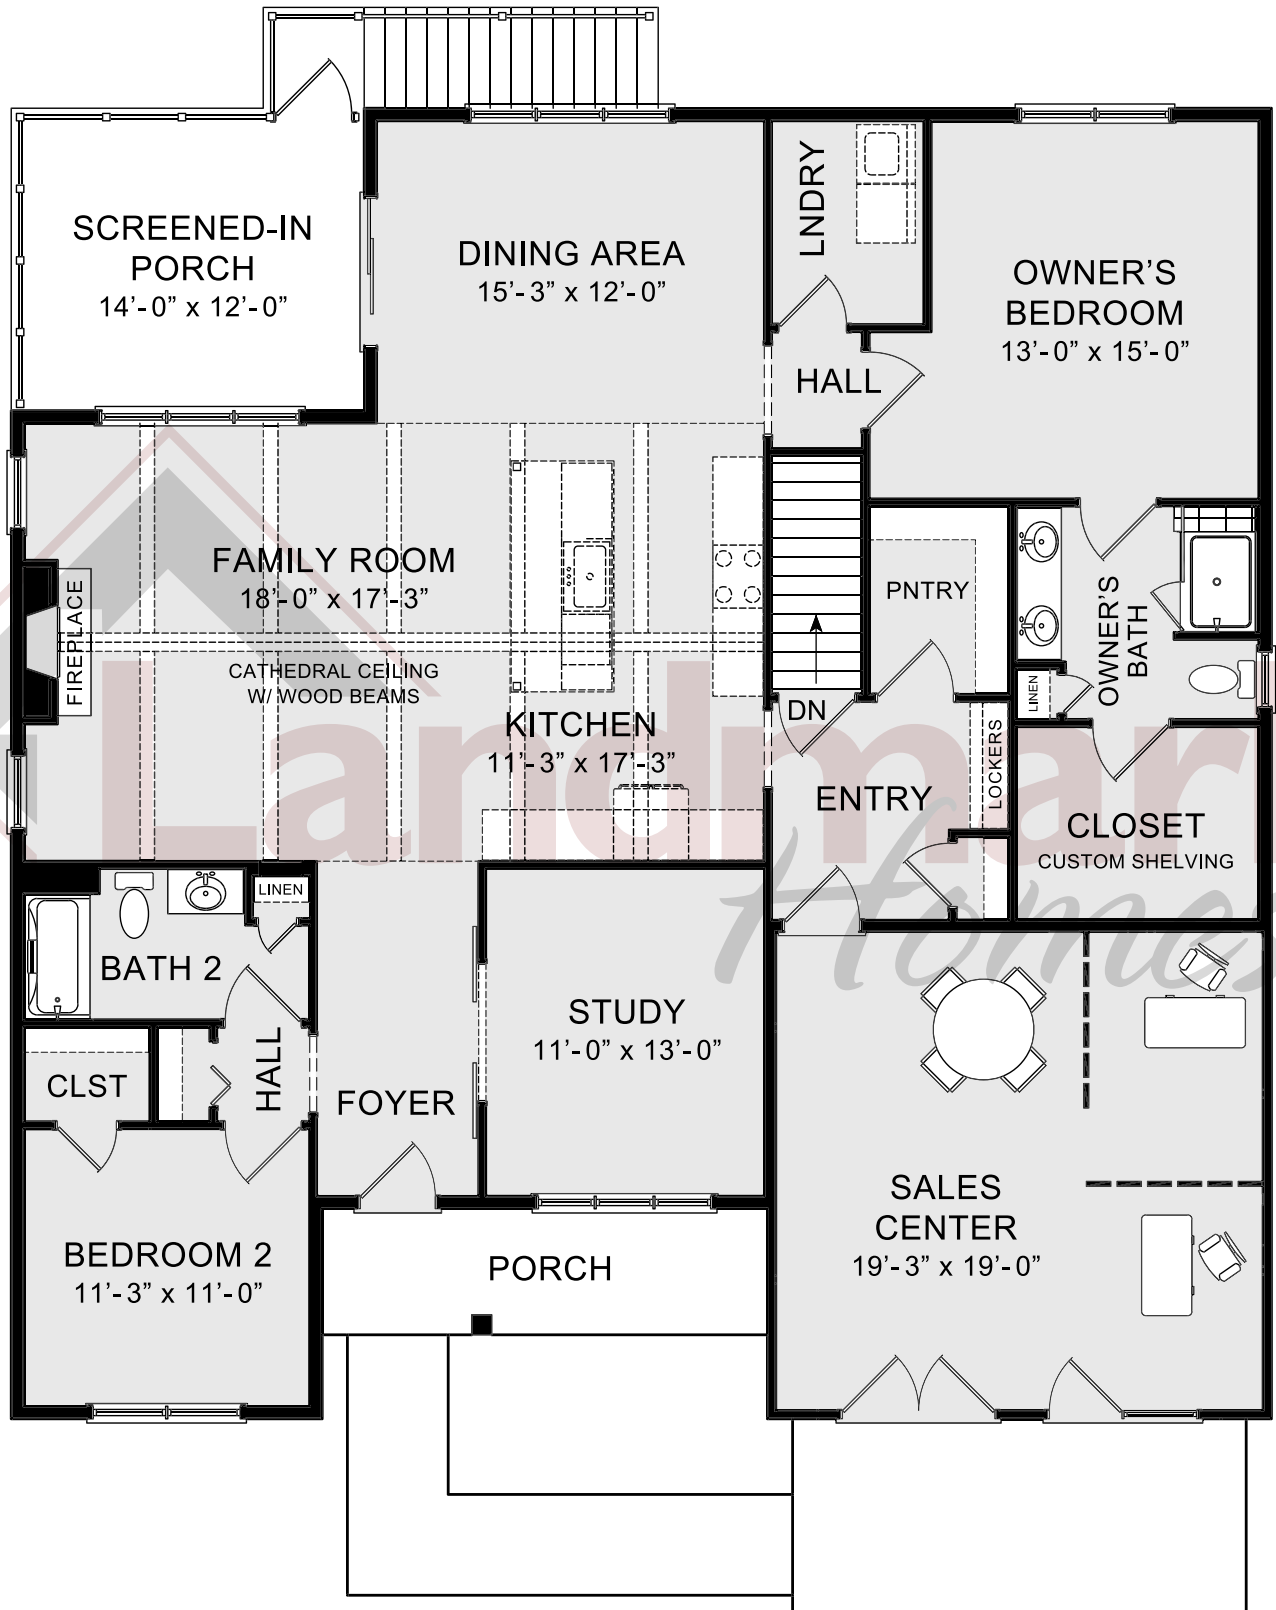 SCREENED-IN
PORCH
14'-0” x 12'-0”
DINING AREA
15'-3” x 12'-0”
LNDRY
OWNER'S
BEDROOM
13'-0” x 15'-0”
HALL
FAMILY ROOM
18'-0” x 17'-3”
FIREPLACE
CATHEDRAL CEILING
W/ WOOD BEAMS
KITCHEN
11'-3” x 17'-3”
PNTRY
DN
ENTRY
LOCKERS
OWNER'S
BATH
LINEN
CLOSET
CUSTOM SHELVING
Landmar
Homes
LINEN
BATH 2
CLST
HALL
FOYER
STUDY
11'-0” x 13'-0”
BEDROOM 2
11'-3” x 11'-0”
PORCH
SALES
CENTER
19'-3” x 19'-0”